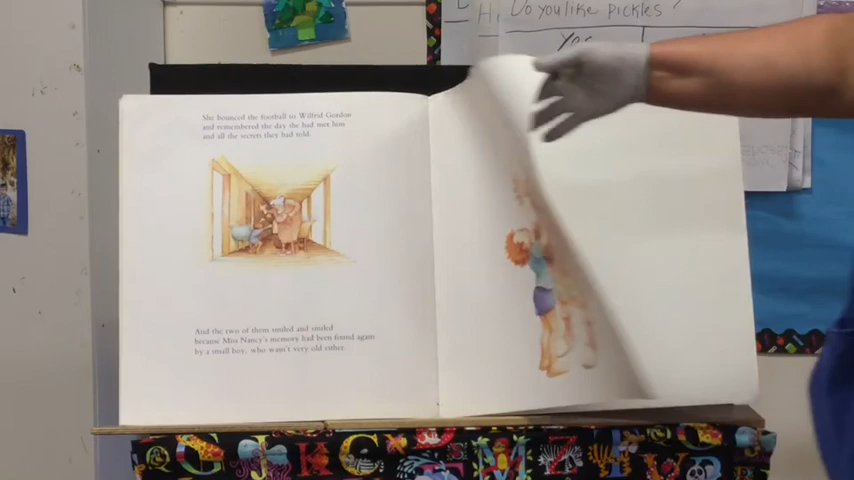 Do you like pickles?
Yes
She bounced the football to Wilfrid Gordon
and remembered the day she had met him
and all the secrets they had told.
And the two of them smiled and smiled
because Miss Nancy's memory had been found again
by a small boy, who wasn't very old either.